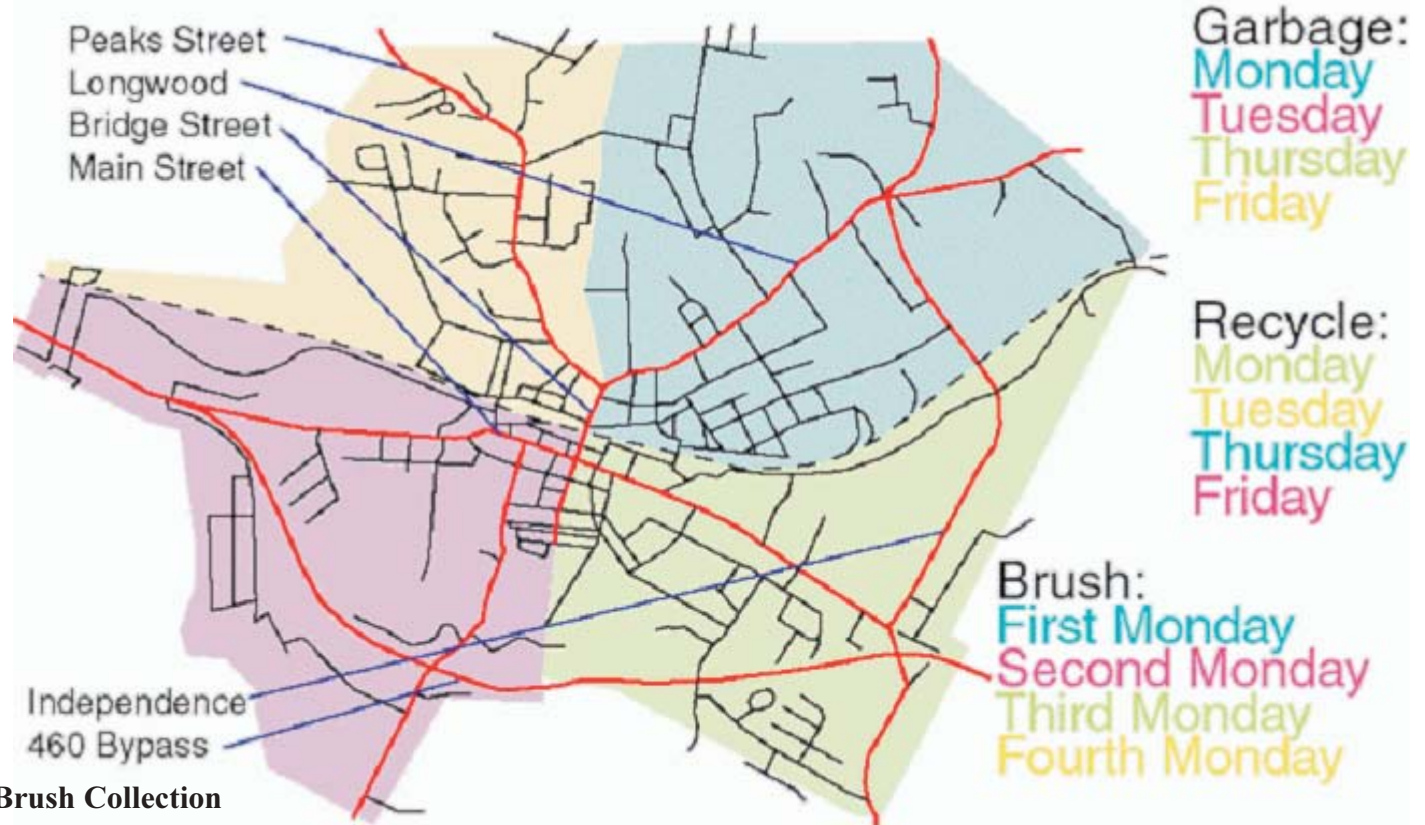 Peaks Street
Longwood
Bridge Street
Main Street
Garbage:
Monday
Tuesday
Thursday
Friday
Recycle:
Monday
Tuesday
Thursday
Friday
Brush:
First Monday
Second Monday
Third Monday
Fourth Monday
Independence
460 Bypass
Brush Collection